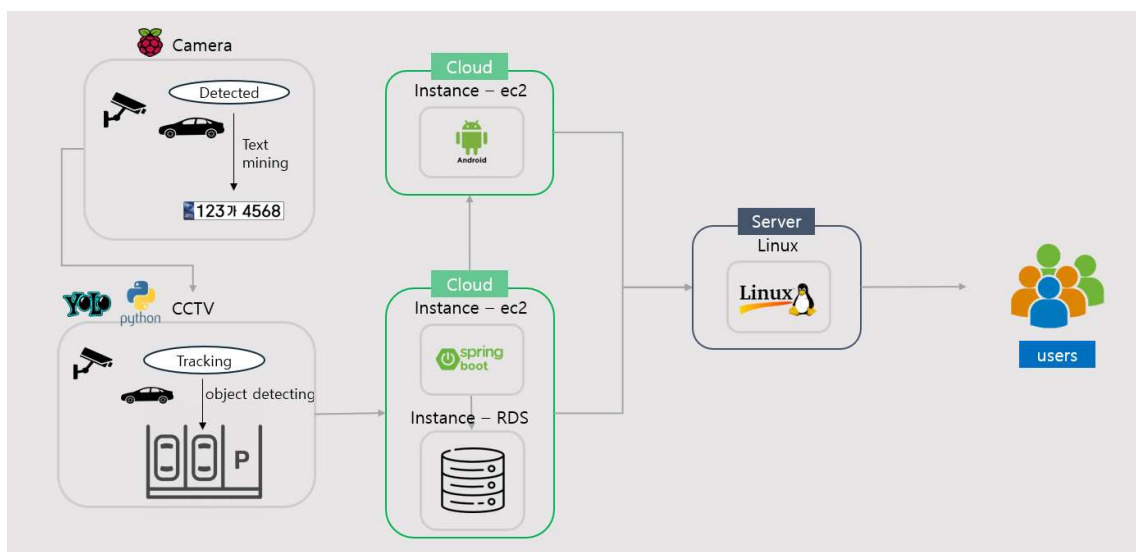 Camera
Detected
Text
mining
123가 4568
YOLO
python
CCTV
Tracking
object detecting
P
Cloud
Instance – ec2
Android
Cloud
Instance – ec2
spring
boot
Instance – RDS
Server
Linux
Linux
users